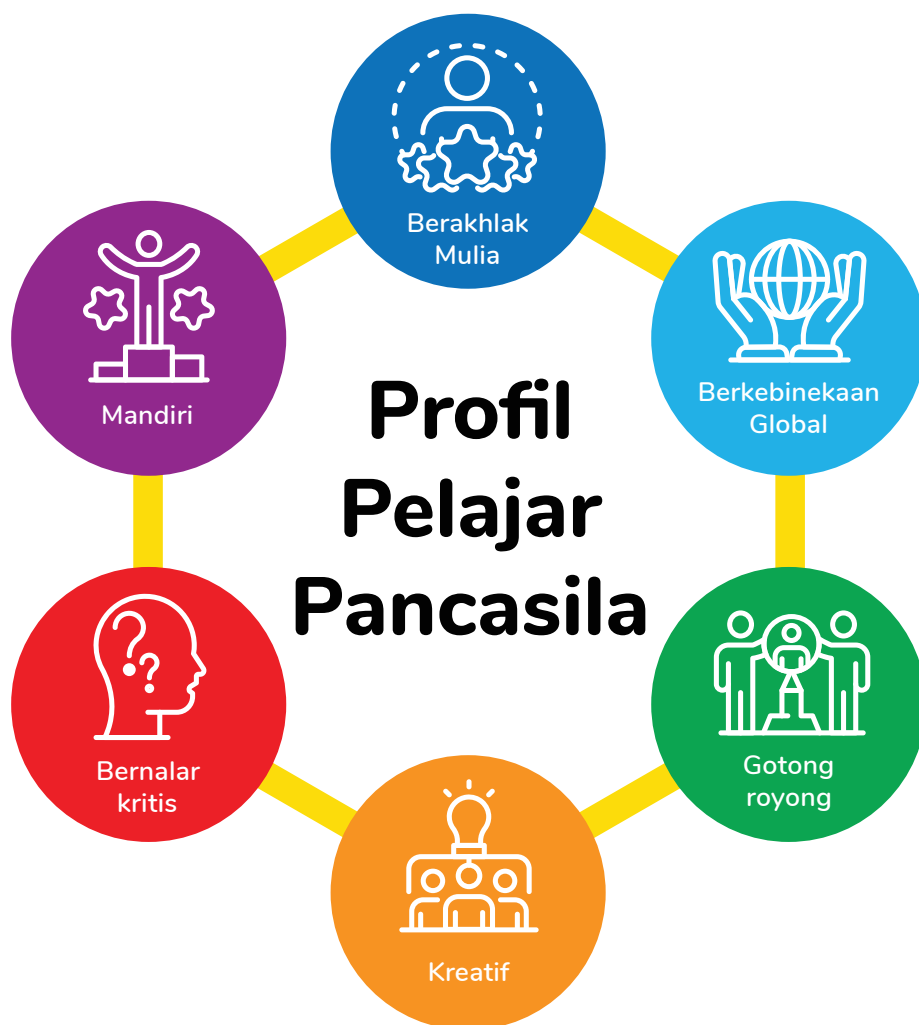 Berakhlak
Mulia
Berkebinekaan
Global
Mandiri
Profil
Pelajar
Pancasila
Bernalar
kritis
Gotong
royong
Kreatif